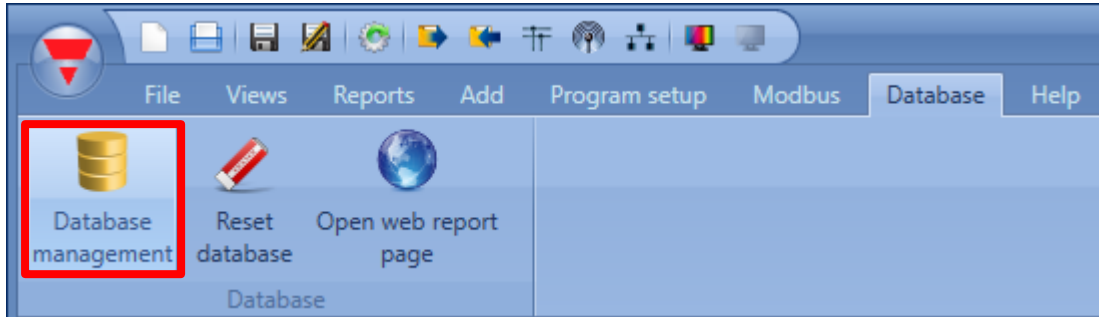 File Views Reports Add Program setup Modbus Database Help
Database management
Reset database
Open web report page
Database